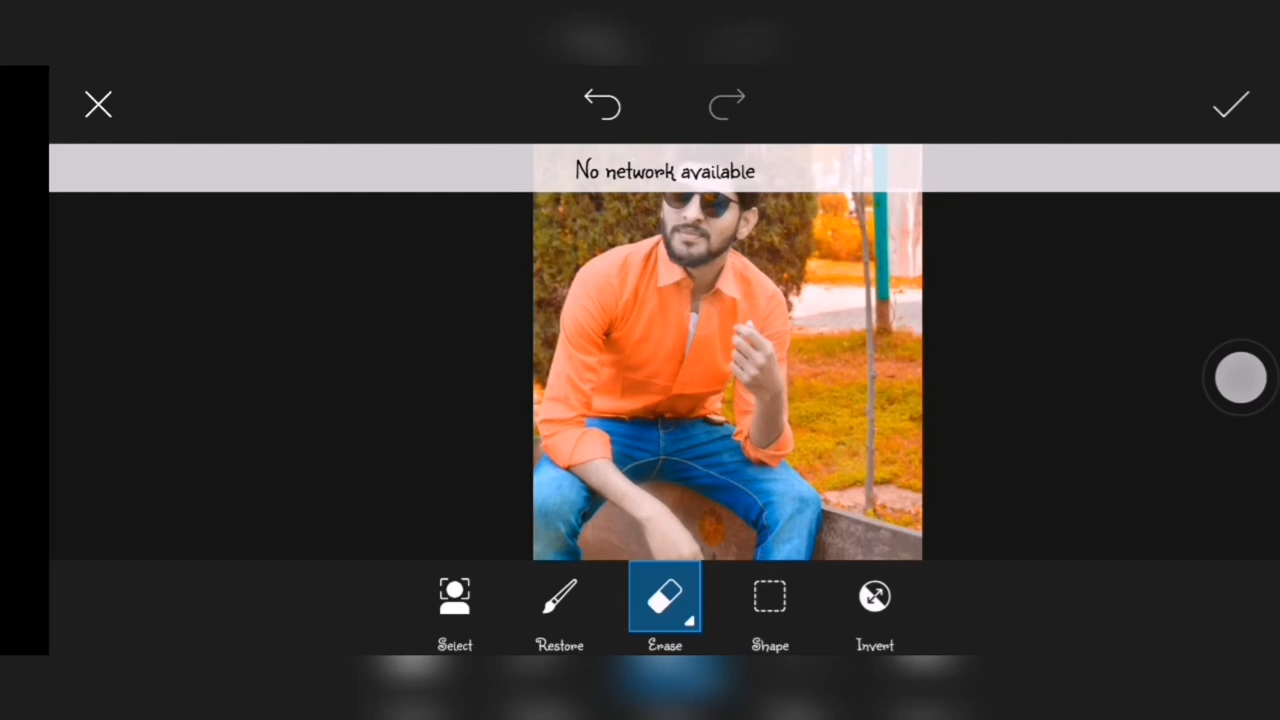 No network available
Select
Restore
Erase
Shape
Invert